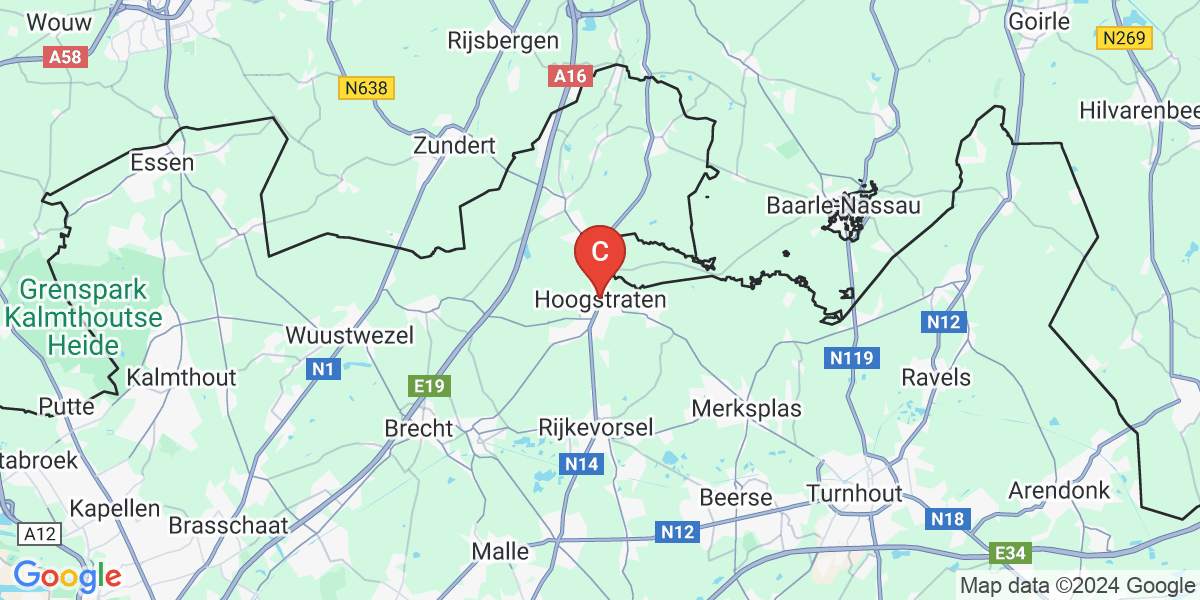 Wouw
A58
Rijsbergen
A16
Goirle
N269
N638
Hilvarenbee
Zundert
Essen
Baarle-Nassau
C
Grenspark
Kalmthoutse
Heide
Hoogstraten
Wuustwezel
N12
N1
N119
Kalmthout
E19
Ravels
Putte
Merksplas
Brecht
Rijkevorsel
tabroek
N14
Kapellen
Beerse
Turnhout
Arendonk
Brasschaat
N18
A12
N12
Malle
E34
Google
Map data ©2024 Google